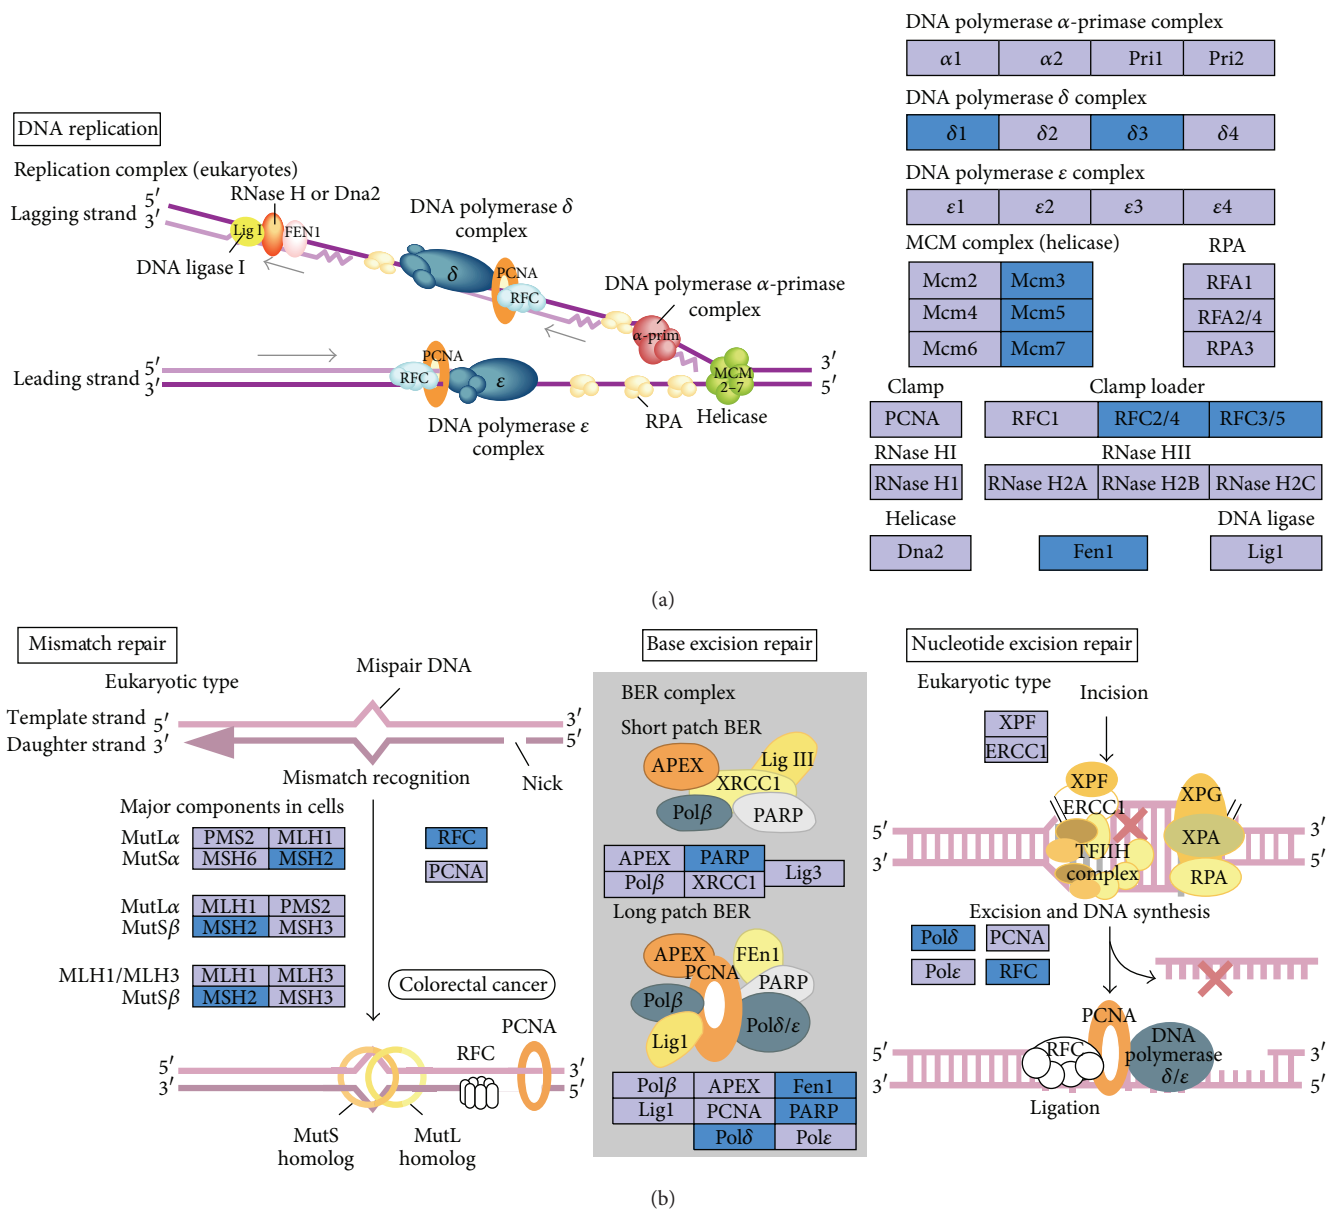 DNA replication
Replication complex (eukaryotes)
5′
Lagging strand
3′
RNase H or Dna2
Lig I
FEN1
DNA ligase I
DNA polymerase δ
complex
δ
PCNA
RFC
DNA polymerase α-primase
complex
α-prim
Leading strand
5′
3′
PCNA
RFC
ε
DNA polymerase ε
complex
RPA
MCM
2–7
Helicase
3′
5′
DNA polymerase α-primase complex
α1 α2 Pri1 Pri2
DNA polymerase δ complex
δ1 δ2 δ3 δ4
DNA polymerase ε complex
ε1 ε2 ε3 ε4
MCM complex (helicase) RPA
Mcm2 Mcm3 RFA1
Mcm4 Mcm5 RFA2/4
Mcm6 Mcm7 RPA3
Clamp Clamp loader
PCNA RFC1 RFC2/4 RFC3/5
RNase HI RNase HII
RNase H1 RNase H2A RNase H2B RNase H2C
Helicase DNA ligase
Dna2 Fen1 Lig1
(a)
Mismatch repair
Eukaryotic type
Mispair DNA
Template strand 5′ 3′
Daughter strand 3′ 5′
Nick
Mismatch recognition
Major components in cells
MutLα PMS2 MLH1 RFC
MutSα MSH6 MSH2 PCNA
MutLα MLH1 PMS2
MutSβ MSH2 MSH3
MLH1/MLH3 MLH1 MLH3
MutSβ MSH2 MSH3
Colorectal cancer
RFC
PCNA
5′ 3′
3′ 5′
MutS
homolog
MutL
homolog
Base excision repair
BER complex
Short patch BER
APEX
Lig III
XRCC1
Polβ
PARP
APEX PARP
Polβ XRCC1
Lig3
Long patch BER
APEX
FEn1
PCNA
PARP
Polβ
Polδ/ε
Lig1
Polβ APEX Fen1
Lig1 PCNA PARP
Polδ Polε
Nucleotide excision repair
Eukaryotic type
Incision
XPF
ERCC1
XPF
ERCC1
XPG
XPA
TFIIH
complex
RPA
5′ 3′
3′ 5′
Excision and DNA synthesis
Polδ PCNA
Polε RFC
PCNA
RFC
DNA
polymerase
δ/ε
5′ 3′
3′ 5′
Ligation
(b)